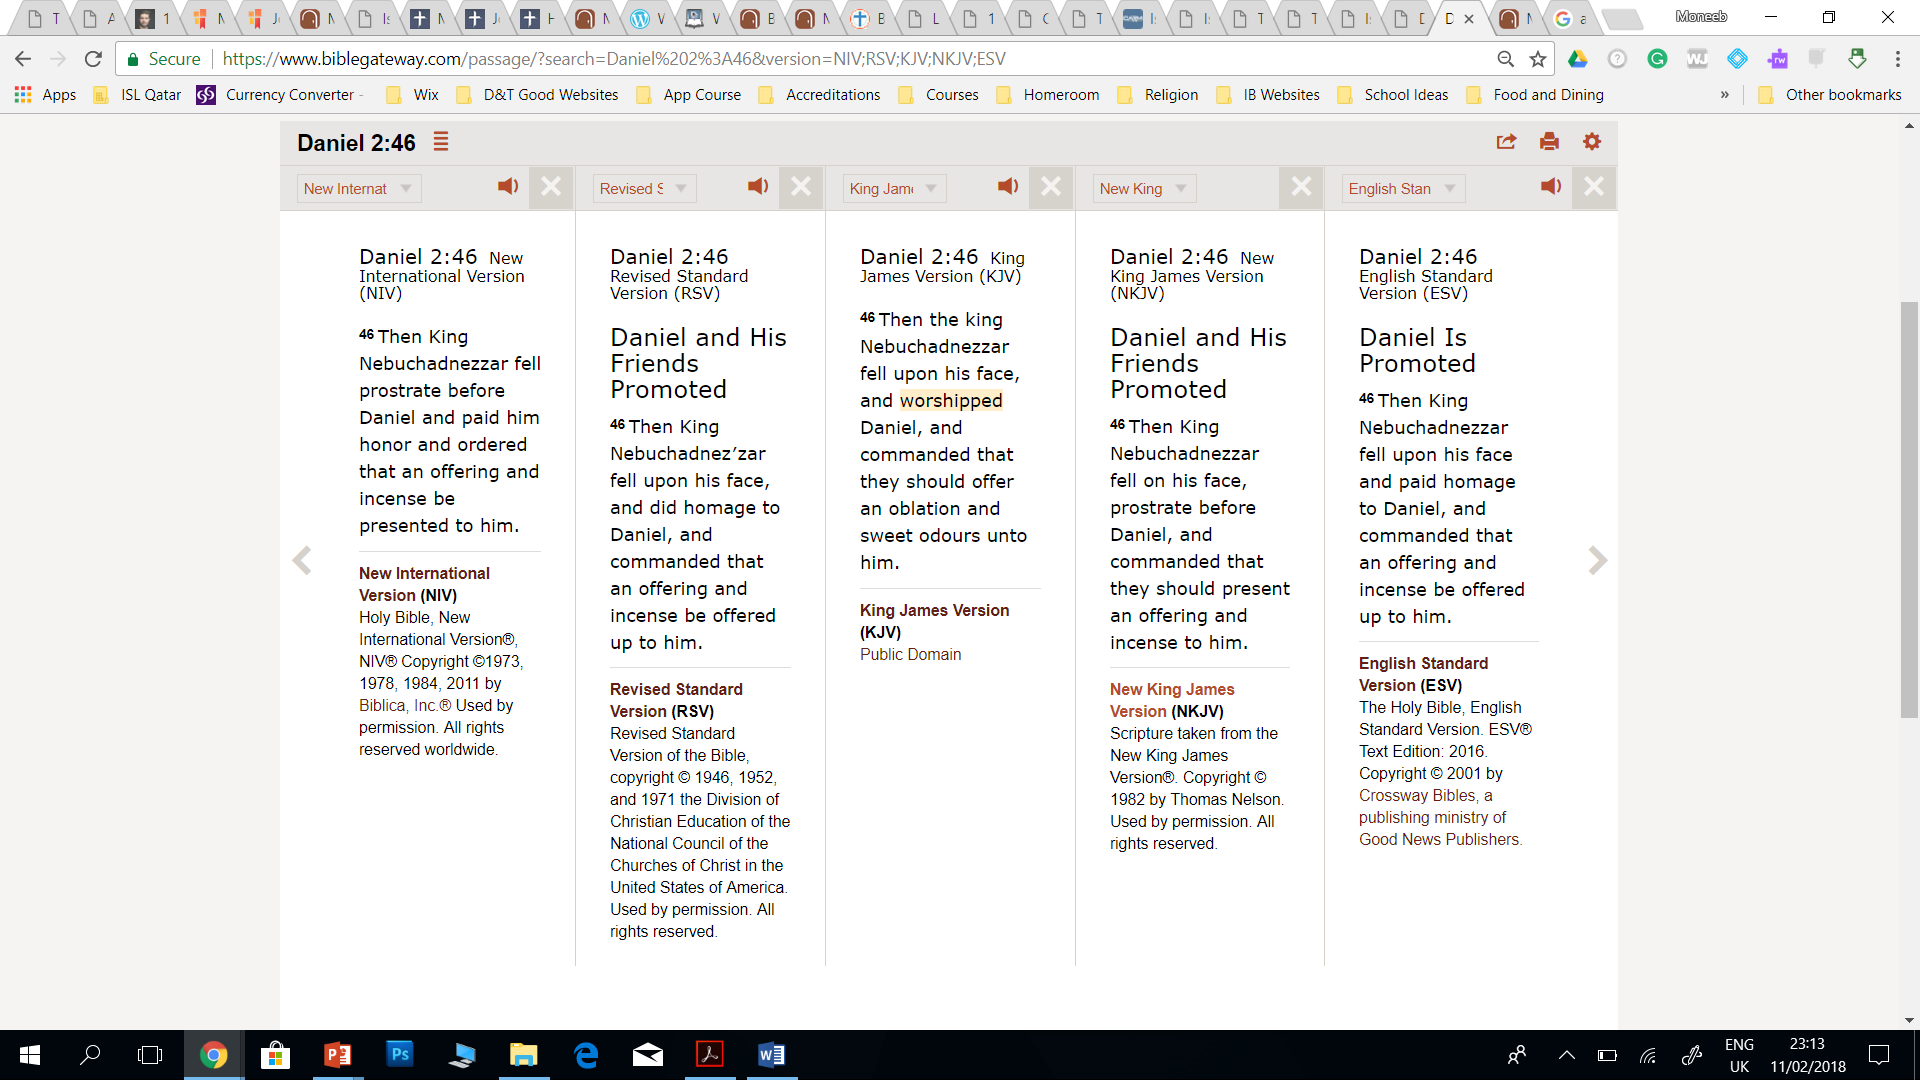 Moneeb
Secure https://www.biblegateway.com/passage/?search=Daniel%202%3A46&version=NIV;RSV;KJV;NKJV;ESV
Apps ISL Qatar Currency Converter - Wix D&T Good Websites App Course Accreditations Courses Homeroom Religion IB Websites School Ideas Food and Dining » Other bookmarks
Daniel 2:46
New Internat
Revised S
King Jame
New King
English Stan
Daniel 2:46 New
International Version
(NIV)
46 Then King
Nebuchadnezzar fell
prostrate before
Daniel and paid him
honor and ordered
that an offering and
incense be
presented to him.
New International
Version (NIV)
Holy Bible, New
International Version®,
NIV® Copyright ©1973,
1978, 1984, 2011 by
Biblica, Inc.® Used by
permission. All rights
reserved worldwide.
Daniel 2:46
Revised Standard
Version (RSV)
Daniel and His
Friends
Promoted
46 Then King
Nebuchadnez′zar
fell upon his face,
and did homage to
Daniel, and
commanded that
an offering and
incense be offered
up to him.
Revised Standard
Version (RSV)
Revised Standard
Version of the Bible,
copyright © 1946, 1952,
and 1971 the Division of
Christian Education of the
National Council of the
Churches of Christ in the
United States of America.
Used by permission. All
rights reserved.
Daniel 2:46 King
James Version (KJV)
46 Then the king
Nebuchadnezzar
fell upon his face,
and worshipped
Daniel, and
commanded that
they should offer
an oblation and
sweet odours unto
him.
King James Version
(KJV)
Public Domain
Daniel 2:46 New
King James Version
(NKJV)
Daniel and His
Friends
Promoted
46 Then King
Nebuchadnezzar
fell on his face,
prostrate before
Daniel, and
commanded that
they should present
an offering and
incense to him.
New King James
Version (NKJV)
Scripture taken from the
New King James
Version®. Copyright ©
1982 by Thomas Nelson.
Used by permission. All
rights reserved.
Daniel 2:46
English Standard
Version (ESV)
Daniel Is
Promoted
46 Then King
Nebuchadnezzar
fell upon his face
and paid homage
to Daniel, and
commanded that
an offering and
incense be offered
up to him.
English Standard
Version (ESV)
The Holy Bible, English
Standard Version. ESV®
Text Edition: 2016.
Copyright © 2001 by
Crossway Bibles, a
publishing ministry of
Good News Publishers.
ENG
UK
23:13
11/02/2018